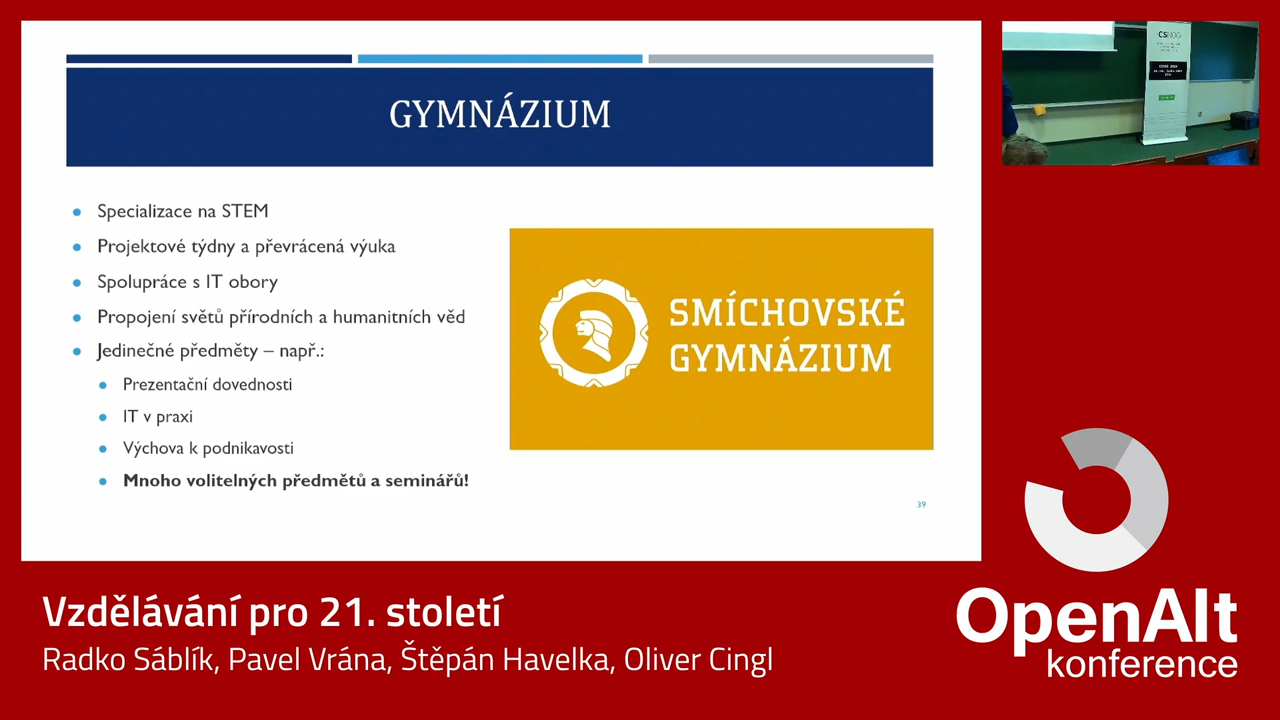 GYMNÁZIUM
Specializace na STEM
Projektové týdny a převrácená výuka
Spolupráce s IT obory
Propojení světů přírodních a humanitních věd
Jedinečné předměty – např.:
Prezentační dovednosti
IT v praxi
Výchova k podnikavosti
Mnoho volitelných předmětů a seminářů!
SMÍCHOVSKÉ
GYMNÁZIUM
39
Vzdělávání pro 21. století
Radko Sáblík, Pavel Vrána, Štěpán Havelka, Oliver Cingl
OpenAlt
konference